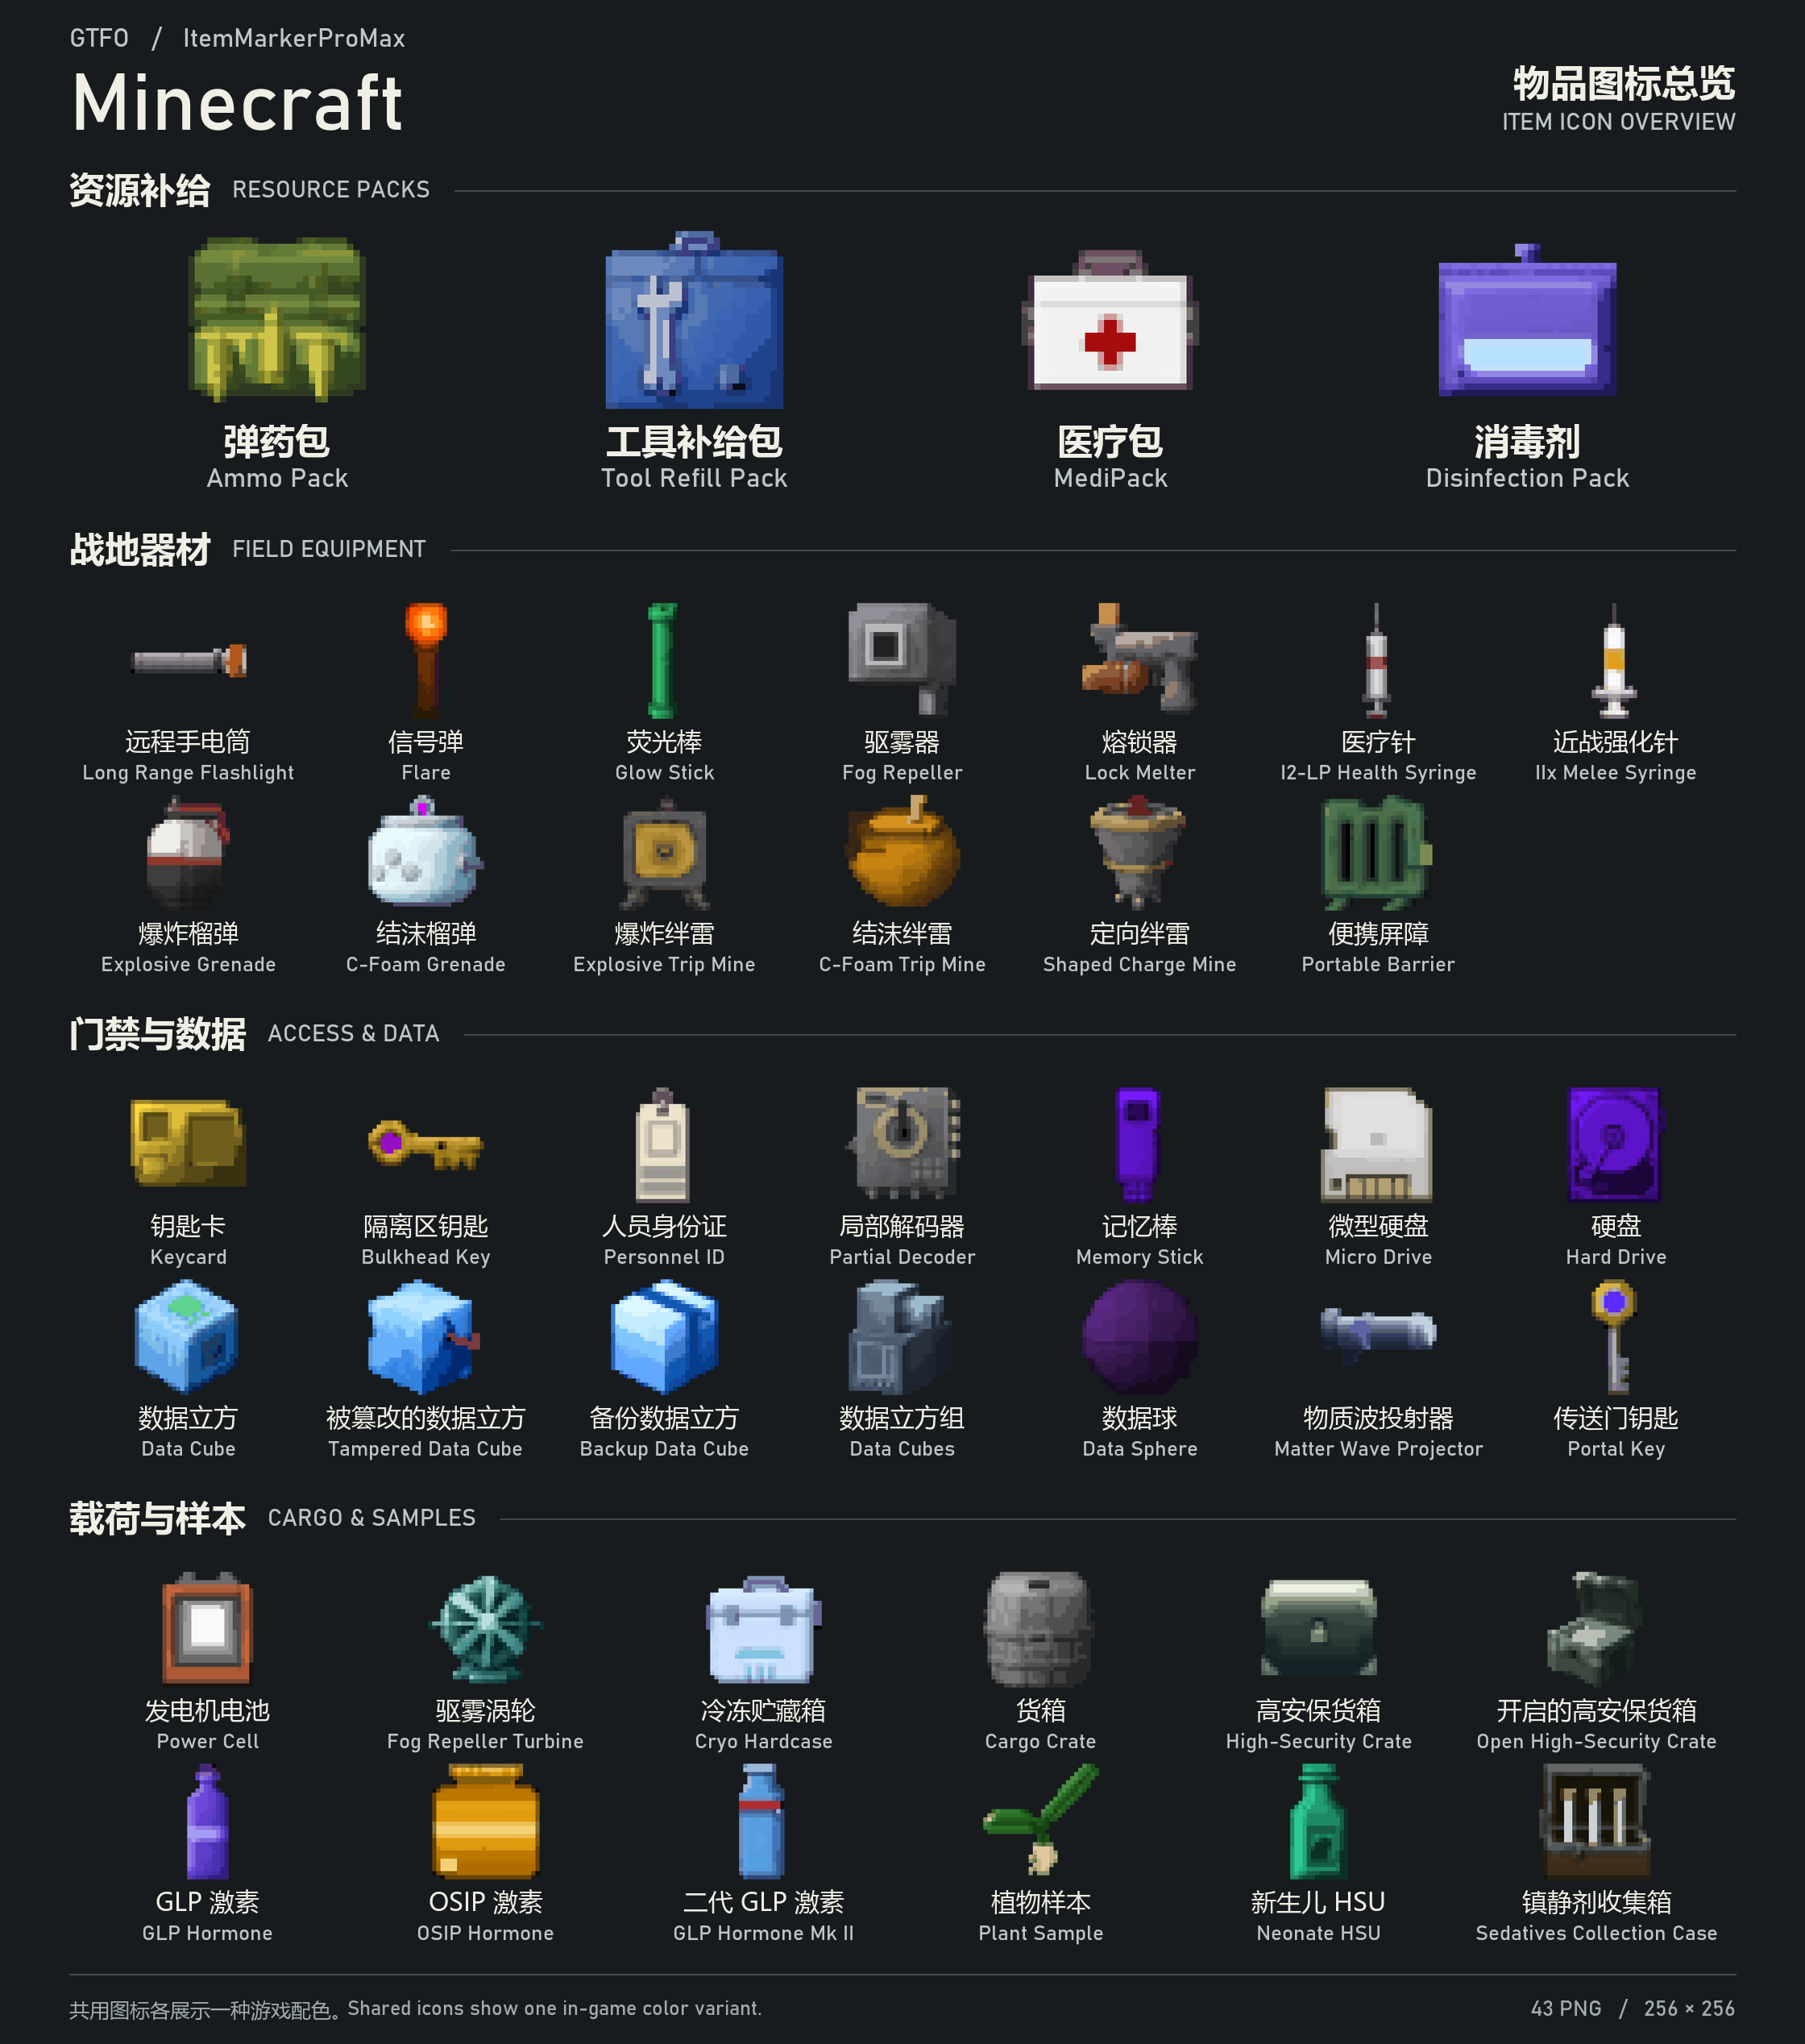 GTFO / ItemMarkerProMax
Minecraft
物品图标总览
ITEM ICON OVERVIEW
资源补给 RESOURCE PACKS
弹药包 工具补给包 医疗包 消毒剂
Ammo Pack Tool Refill Pack MediPack Disinfection Pack
战地器材 FIELD EQUIPMENT
远程手电筒 信号弹 荧光棒 驱雾器 熔锁器 医疗针 近战强化针
Long Range Flashlight Flare Glow Stick Fog Repeller Lock Melter I2-LP Health Syringe IIx Melee Syringe
爆炸榴弹 结沫榴弹 爆炸绊雷 结沫绊雷 定向绊雷 便携屏障
Explosive Grenade C-Foam Grenade Explosive Trip Mine C-Foam Trip Mine Shaped Charge Mine Portable Barrier
门禁与数据 ACCESS & DATA
钥匙卡 隔离区钥匙 人员身份证 局部解码器 记忆棒 微型硬盘 硬盘
Keycard Bulkhead Key Personnel ID Partial Decoder Memory Stick Micro Drive Hard Drive
数据立方 被篡改的数据立方 备份数据立方 数据立方组 数据球 物质波投射器 传送门钥匙
Data Cube Tampered Data Cube Backup Data Cube Data Cubes Data Sphere Matter Wave Projector Portal Key
载荷与样本 CARGO & SAMPLES
发电机电池 驱雾涡轮 冷冻贮藏箱 货箱 高安保货箱 开启的高安保货箱
Power Cell Fog Repeller Turbine Cryo Hardcase Cargo Crate High-Security Crate Open High-Security Crate
GLP 激素 OSIP 激素 二代 GLP 激素 植物样本 新生儿 HSU 镇静剂收集箱
GLP Hormone OSIP Hormone GLP Hormone Mk II Plant Sample Neonate HSU Sedatives Collection Case
共用图标各展示一种游戏配色。Shared icons show one in-game color variant.
43 PNG / 256 × 256